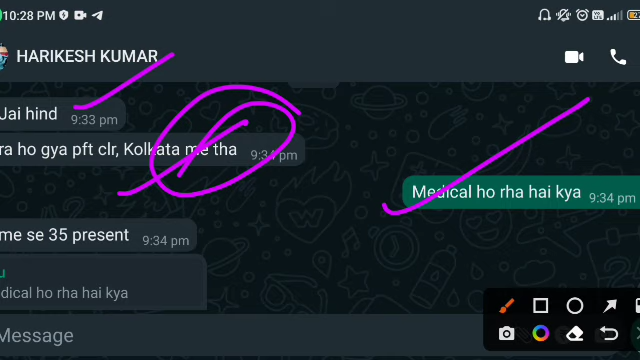 10:28 PM
HARIKESH KUMAR
Jai hind
9:33 pm
ra ho gya pft clr, Kolkata me tha
9:34 pm
Medical ho rha hai kya
9:34 pm
me se 35 present
9:34 pm
u
dical ho rha hai kya
Message